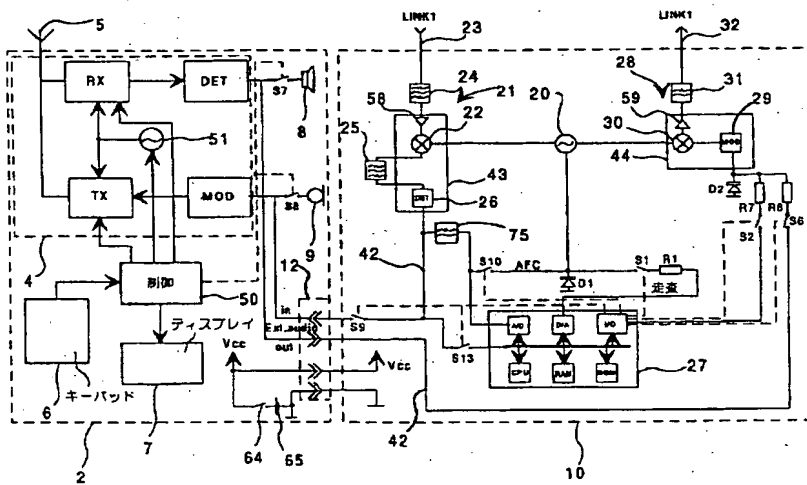 LINK1
LINK1
5
23
32
RX
DET
S7
8
24
21
20
28
31
58
22
59
29
51
25
30
MOD
44
TX
MOD
S8
9
26
DET
43
D2
R7
R8
S2
S6
4
12
75
42
S10
AFC
S1
R1
制御
50
in
D1
走査
ディスプレイ
Ext.audio
S9
Vcc
out
Vcc
S13
A/D
D/A
I/O
27
CPU
RAM
キーパッド
6
7
64
65
42
2
10